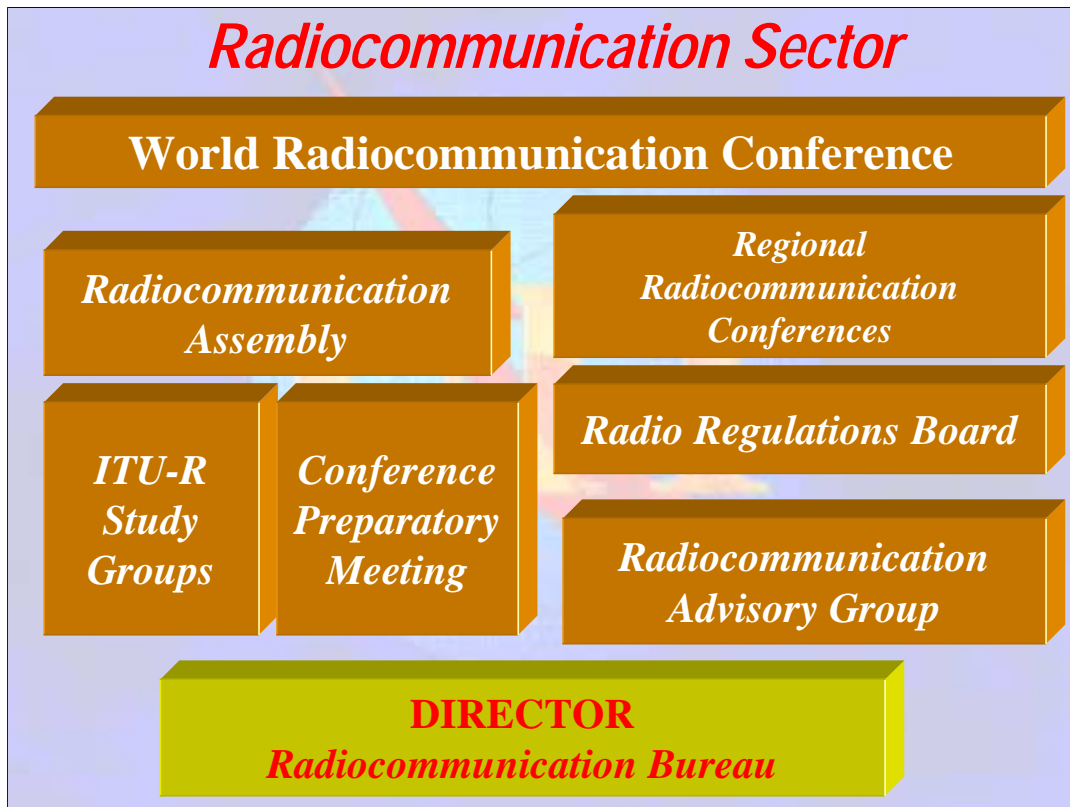 Radiocommunication Sector
World Radiocommunication Conference
Radiocommunication
Assembly
Regional
Radiocommunication
Conferences
ITU-R
Study
Groups
Conference
Preparatory
Meeting
Radio Regulations Board
Radiocommunication
Advisory Group
DIRECTOR
Radiocommunication Bureau